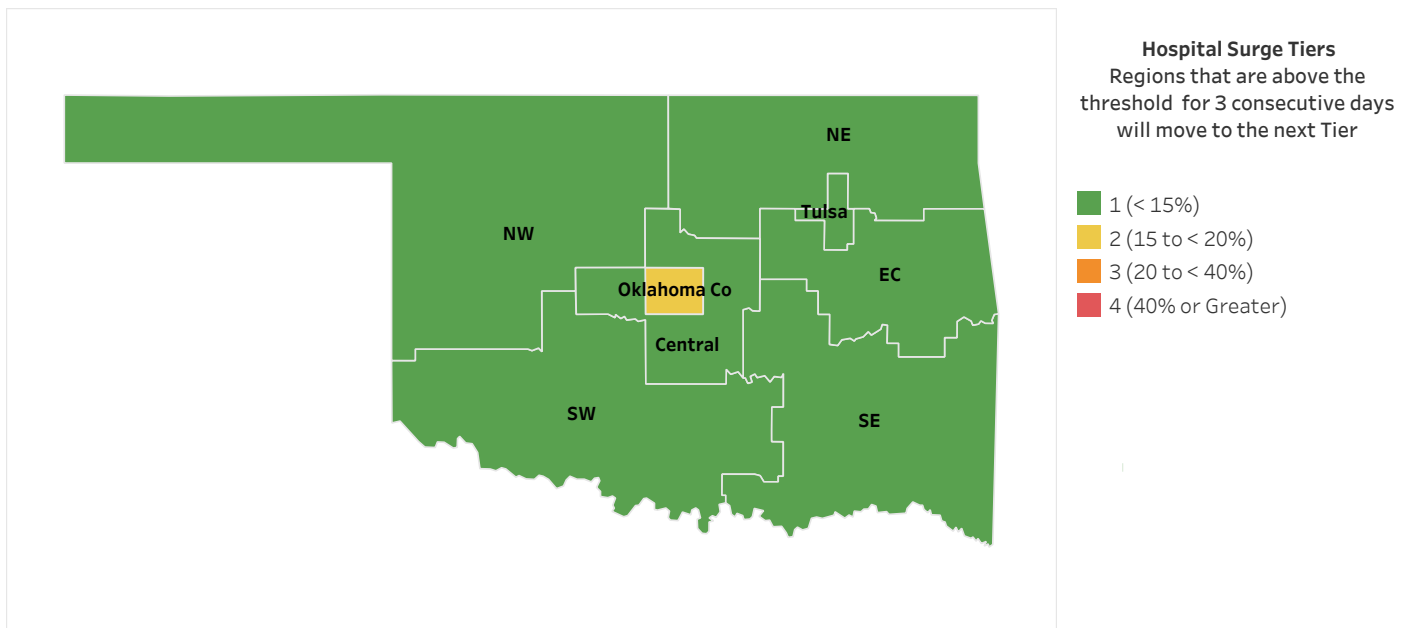 Hospital Surge Tiers
Regions that are above the
threshold for 3 consecutive days
will move to the next Tier
1 (< 15%)
2 (15 to < 20%)
3 (20 to < 40%)
4 (40% or Greater)
NE
Tulsa
NW
EC
Oklahoma Co
Central
SW
SE